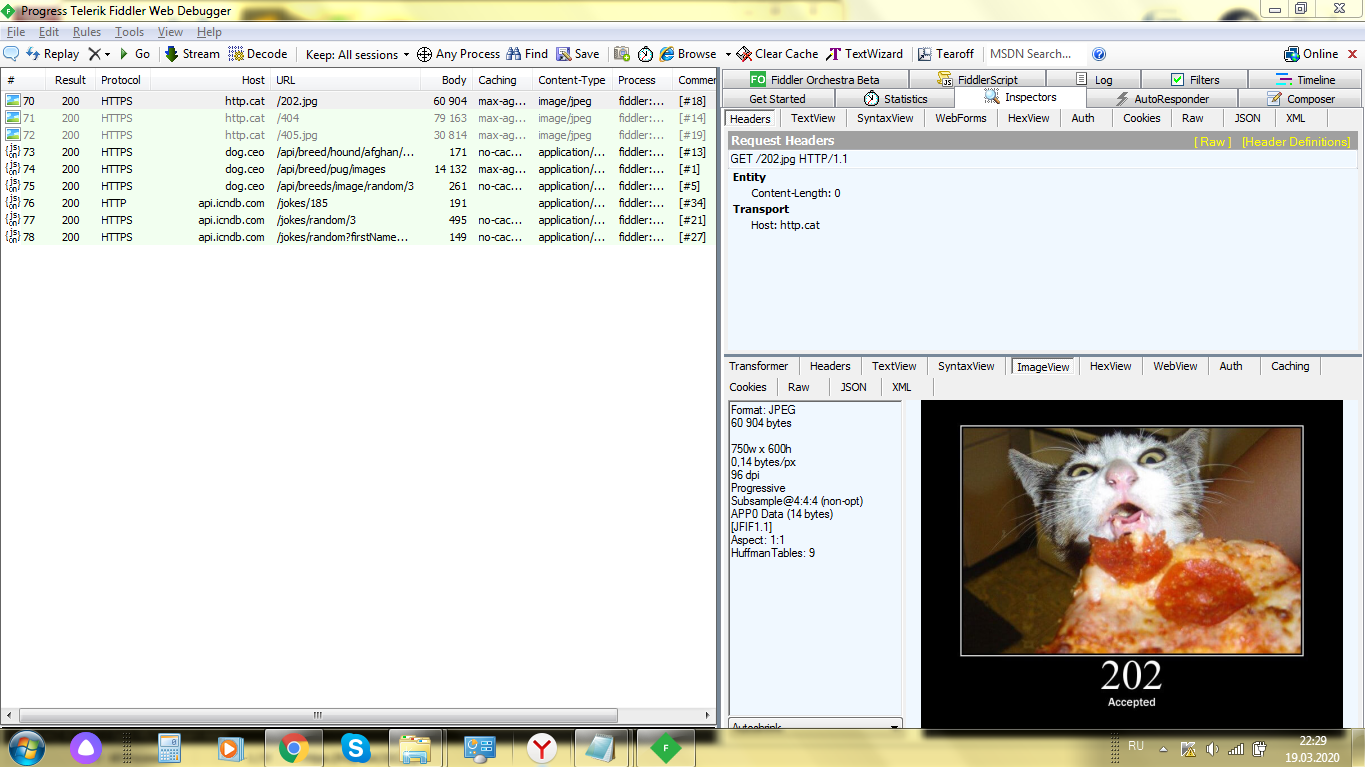 Progress Telerik Fiddler Web Debugger
File Edit Rules Tools View Help
Replay Go Stream Decode Keep: All sessions Any Process Find Save Browse Clear Cache TextWizard Tearoff MSDN Search... Online
# Result Protocol Host URL Body Caching Content-Type Process Commer
70 200 HTTPS http.cat /202.jpg 60 904 max-ag... image/jpeg fiddler:... [#18]
71 200 HTTPS http.cat /404 79 163 max-ag... image/jpeg fiddler:... [#14]
72 200 HTTPS http.cat /405.jpg 30 814 max-ag... image/jpeg fiddler:... [#19]
73 200 HTTPS dog.ceo /api/breed/hound/afghan/... 171 no-cac... application/... fiddler:... [#13]
74 200 HTTPS dog.ceo /api/breed/pug/images 14 132 max-ag... application/... fiddler:... [#1]
75 200 HTTPS dog.ceo /api/breeds/image/random/3 261 no-cac... application/... fiddler:... [#5]
76 200 HTTP api.icndb.com /jokes/185 191 application/... fiddler:... [#34]
77 200 HTTPS api.icndb.com /jokes/random/3 495 no-cac... application/... fiddler:... [#21]
78 200 HTTPS api.icndb.com /jokes/random?firstName... 149 no-cac... application/... fiddler:... [#27]
FO Fiddler Orchestra Beta FiddlerScript Log Filters Timeline
Get Started Statistics Inspectors AutoResponder Composer
Headers TextView SyntaxView WebForms HexView Auth Cookies Raw JSON XML
Request Headers [ Raw ] [Header Definitions]
GET /202.jpg HTTP/1.1
Entity
Content-Length: 0
Transport
Host: http.cat
Transformer Headers TextView SyntaxView ImageView HexView WebView Auth Caching
Cookies Raw JSON XML
Format: JPEG
60 904 bytes
750w x 600h
0,14 bytes/px
96 dpi
Progressive
Subsample@4:4:4 (non-opt)
APP0 Data (14 bytes)
[JFIF1.1]
Aspect: 1:1
HuffmanTables: 9
Autoshrink
202
Accepted
RU
22:29
19.03.2020